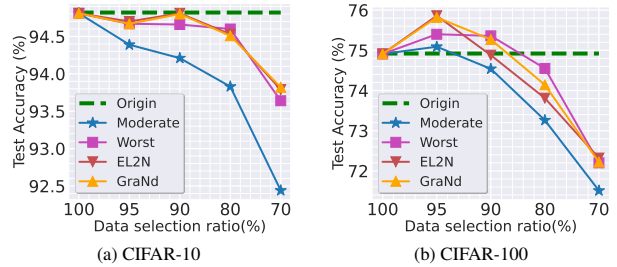 Test Accuracy (%)
94.5
94.0
93.5
93.0
92.5
Origin
Moderate
Worst
EL2N
GraNd
100 95 90 80 70
Data selection ratio(%)
(a) CIFAR-10
Test Accuracy (%)
76
75
74
73
72
Origin
Moderate
Worst
EL2N
GraNd
100 95 90 80 70
Data selection ratio(%)
(b) CIFAR-100